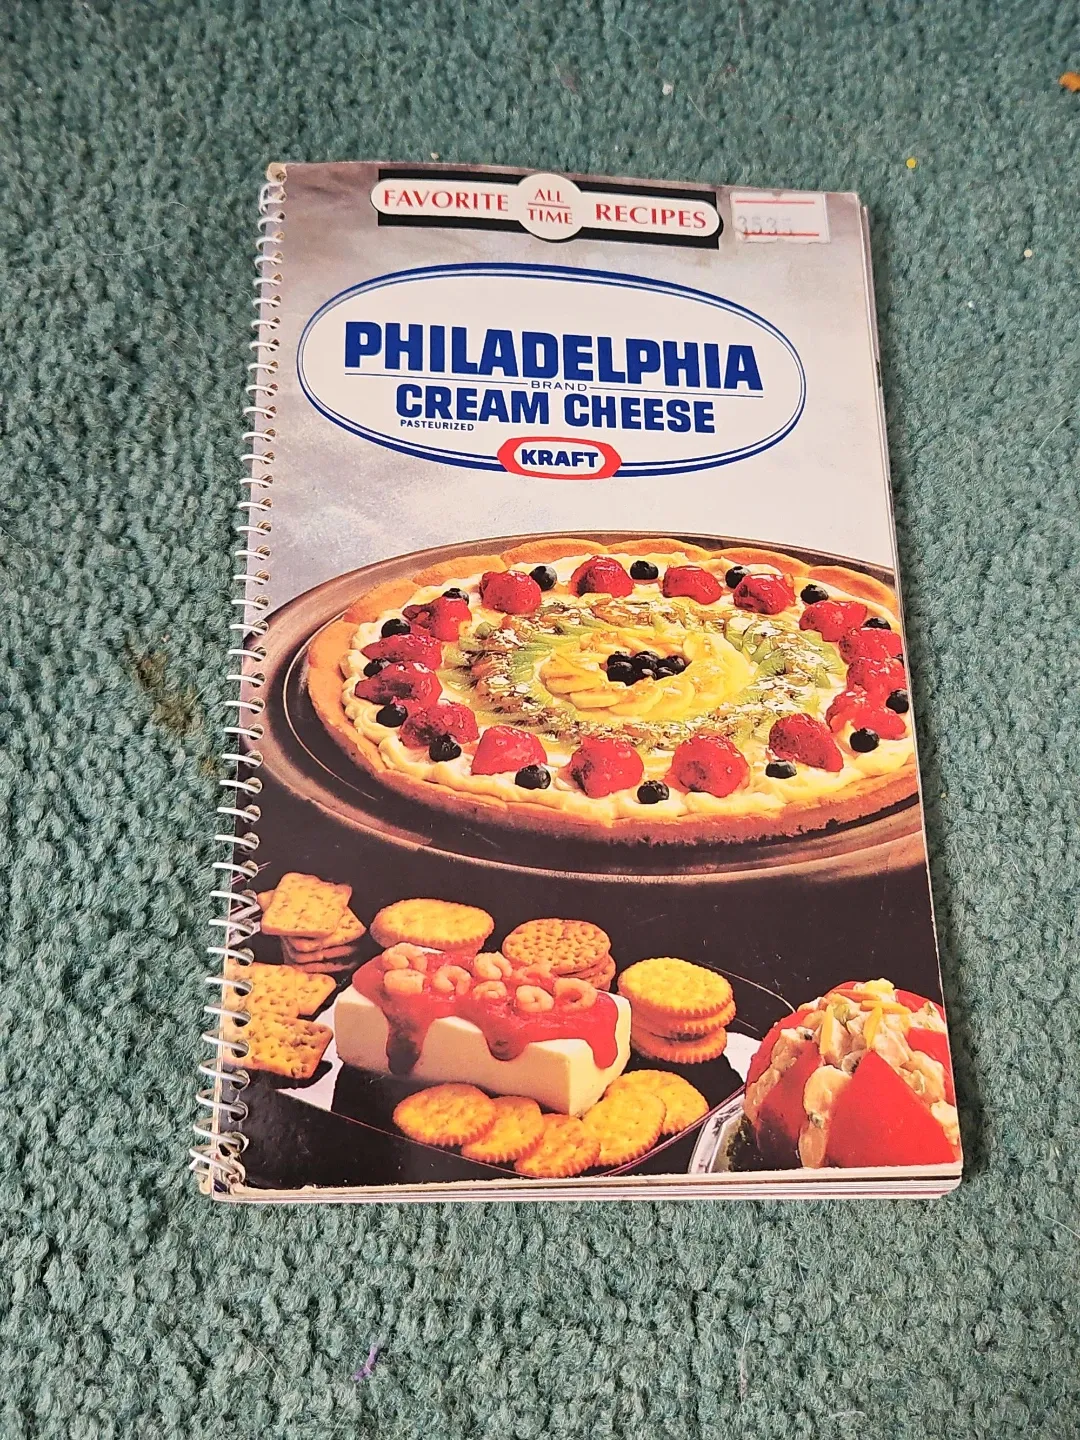 FAVORITE ALL TIME RECIPES
PHILADELPHIA
BRAND
CREAM CHEESE
PASTEURIZED
KRAFT